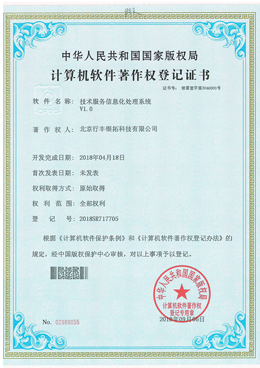 中华人民共和国国家版权局
计算机软件著作权登记证书
证书号：
软件名称：技术服务信息化处理系统
V1.0
著作权人：北京行丰银拓科技有限公司
开发完成日期：2018年04月18日
首次发表日期：未发表
权利取得方式：原始取得
权利范围：全部权利
登记号：2018SR717705
根据《计算机软件保护条例》和《计算机软件著作权登记办法》的
规定，经中国版权保护中心审核，对以上事项予以登记。
中华人民共和国国家版权局
计算机软件著作权
登记专用章
No.
2018年09月06日